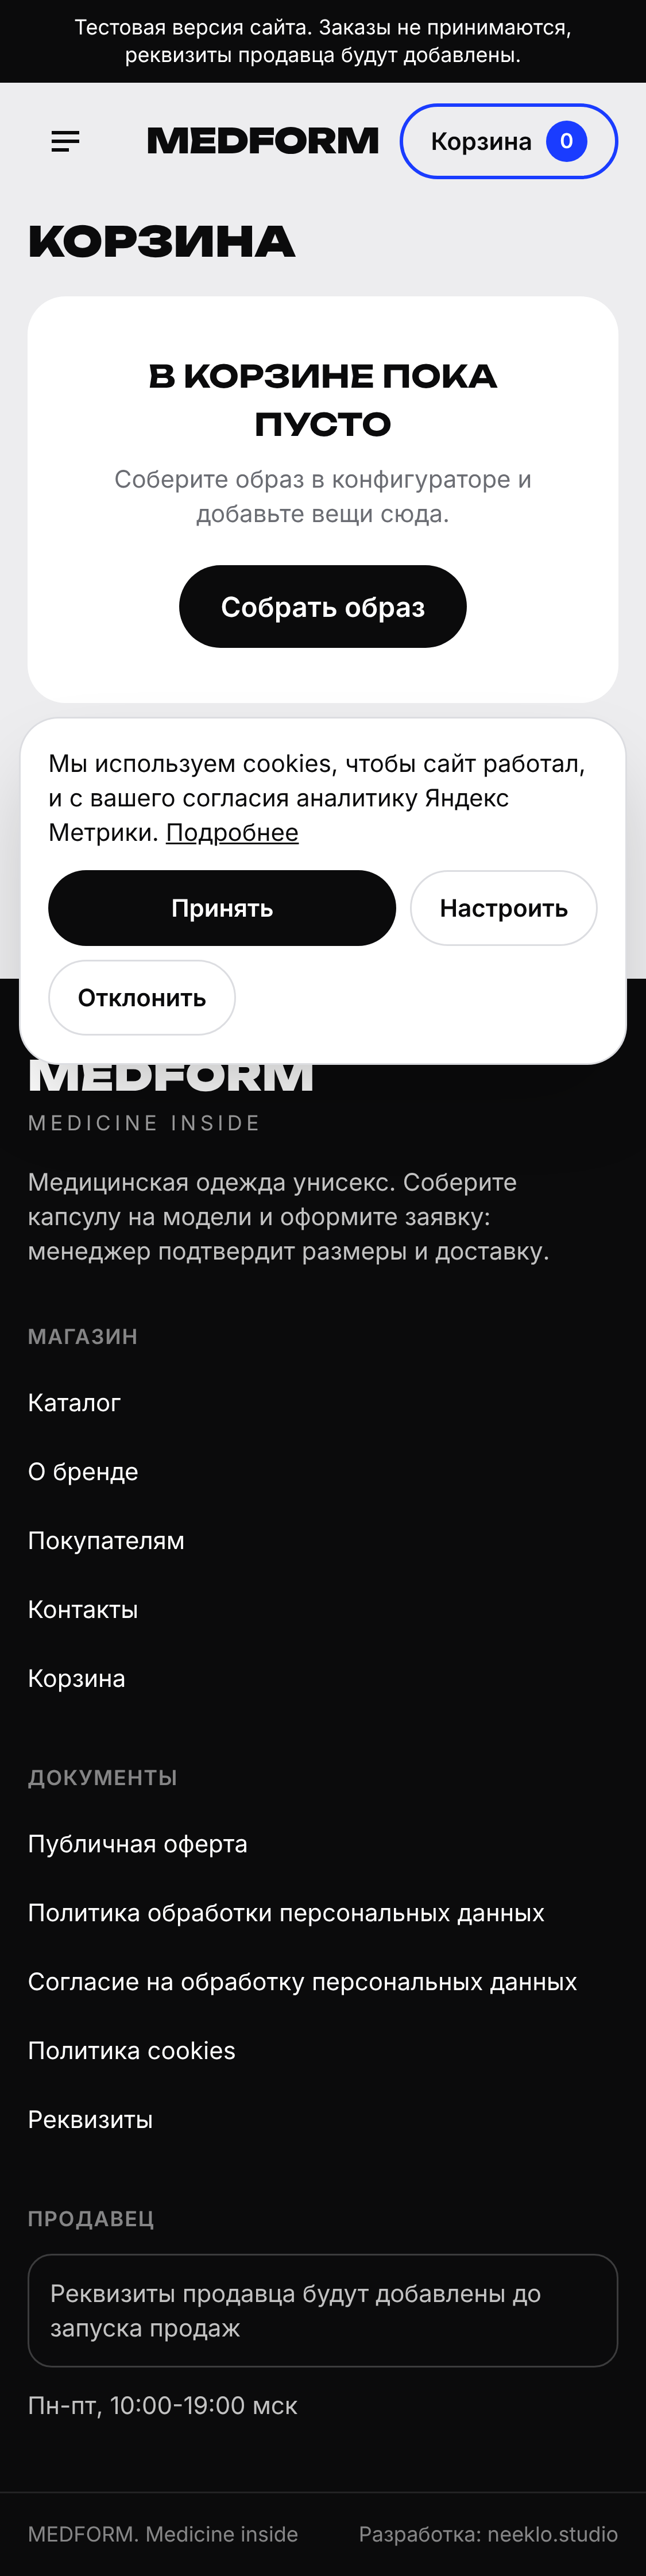 Тестовая версия сайта. Заказы не принимаются,
реквизиты продавца будут добавлены.
MEDFORM
Корзина 0
КОРЗИНА
В КОРЗИНЕ ПОКА
ПУСТО
Соберите образ в конфигураторе и
добавьте вещи сюда.
Собрать образ
Мы используем cookies, чтобы сайт работал,
и с вашего согласия аналитику Яндекс
Метрики. Подробнее
Принять
Настроить
Отклонить
MEDFORM
MEDICINE INSIDE
Медицинская одежда унисекс. Соберите
капсулу на модели и оформите заявку:
менеджер подтвердит размеры и доставку.
МАГАЗИН
Каталог
О бренде
Покупателям
Контакты
Корзина
ДОКУМЕНТЫ
Публичная оферта
Политика обработки персональных данных
Согласие на обработку персональных данных
Политика cookies
Реквизиты
ПРОДАВЕЦ
Реквизиты продавца будут добавлены до
запуска продаж
Пн-пт, 10:00-19:00 мск
MEDFORM. Medicine inside
Разработка: neeklo.studio